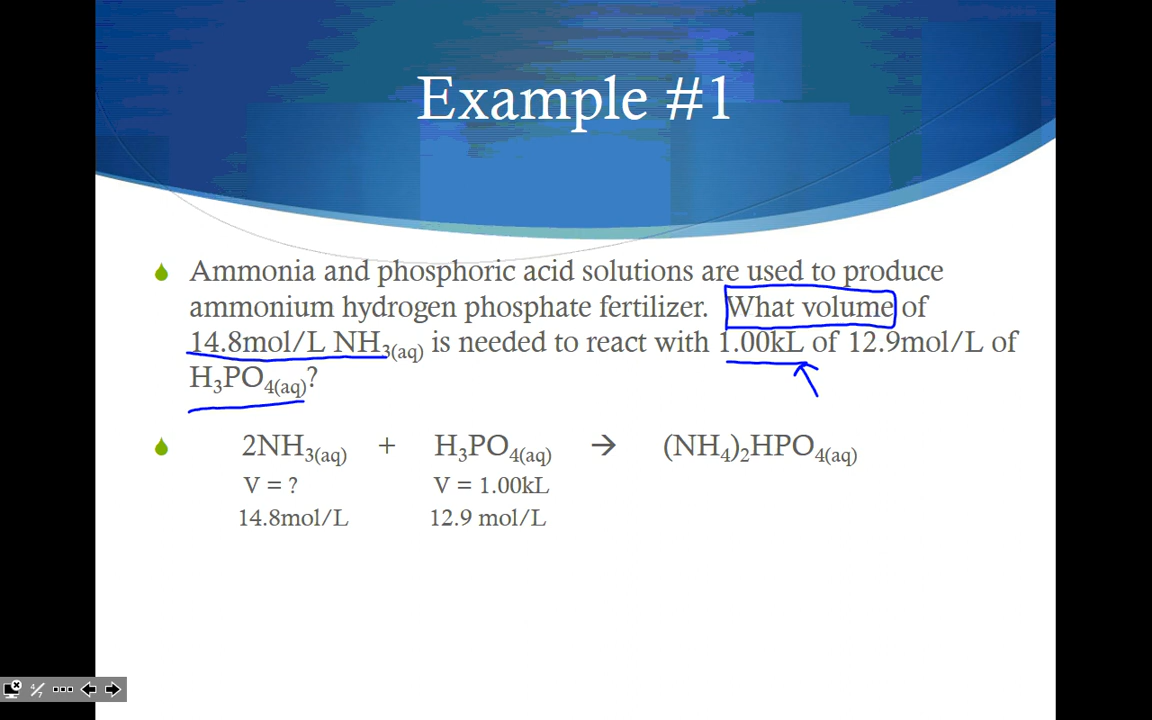 Example #1
Ammonia and phosphoric acid solutions are used to produce
ammonium hydrogen phosphate fertilizer. What volume of
14.8mol/L NH₃₍aq₎ is needed to react with 1.00kL of 12.9mol/L of
H₃PO₄₍aq₎?
2NH₃₍aq₎ + H₃PO₄₍aq₎ → (NH₄)₂HPO₄₍aq₎
V = ? V = 1.00kL
14.8mol/L 12.9 mol/L
4/7